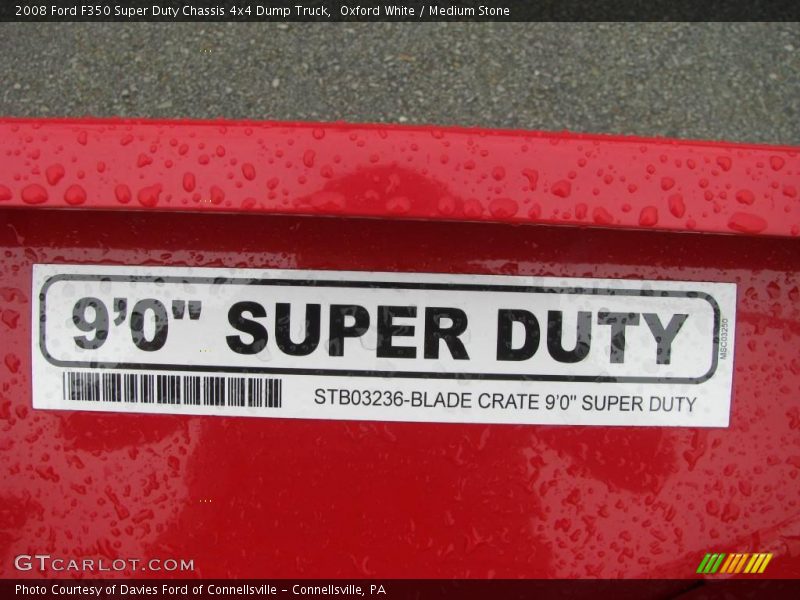 2008 Ford F350 Super Duty Chassis 4x4 Dump Truck, Oxford White / Medium Stone
9'0" SUPER DUTY
MSC03250
STB03236-BLADE CRATE 9'0" SUPER DUTY
GTCARLOT.COM
Photo Courtesy of Davies Ford of Connellsville - Connellsville, PA